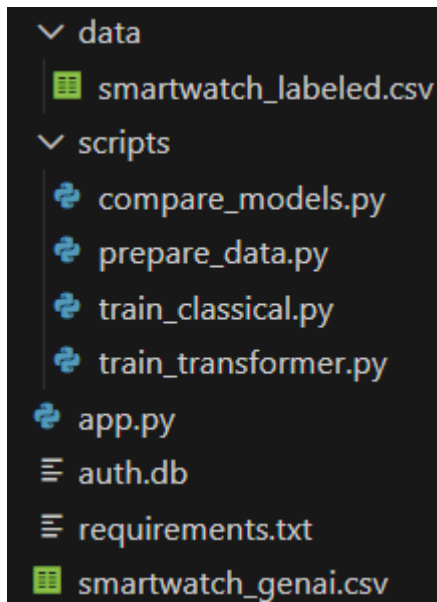 data
smartwatch_labeled.csv
scripts
compare_models.py
prepare_data.py
train_classical.py
train_transformer.py
app.py
auth.db
requirements.txt
smartwatch_genai.csv